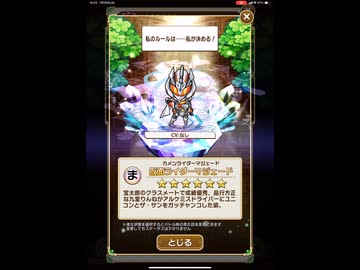 私のルールは……私が決める！
CV:なし
ま
カメンライダーマジェード
仮面ライダーマジェード
宝太郎のクラスメートで成績優秀、品行方正
な九堂りんねがアルケミスドライバーにユニ
コンとザ・サンをガッチャンコした姿。
とじる